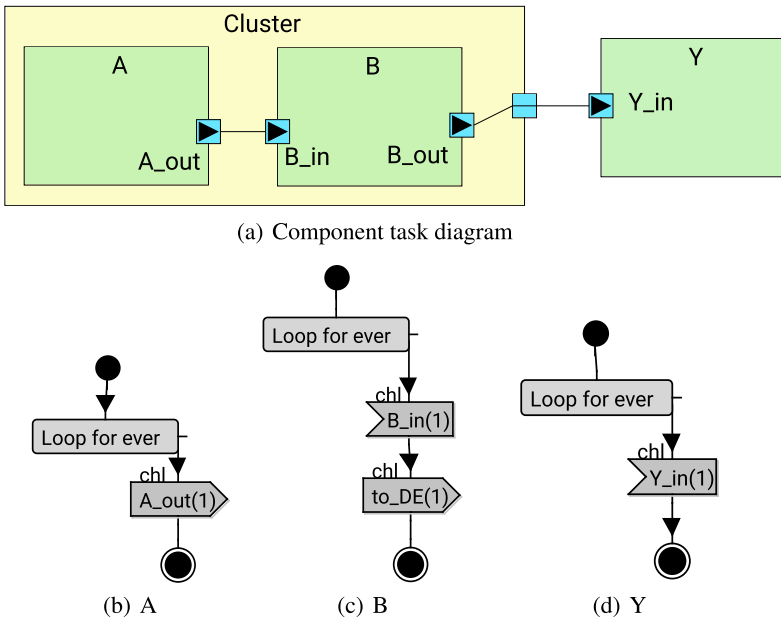 Cluster
A
B
Y
Y_in
A_out
B_in
B_out
(a) Component task diagram
Loop for ever
chl
A_out(1)
Loop for ever
chl
B_in(1)
to_DE(1)
Loop for ever
chl
Y_in(1)
(b) A
(c) B
(d) Y